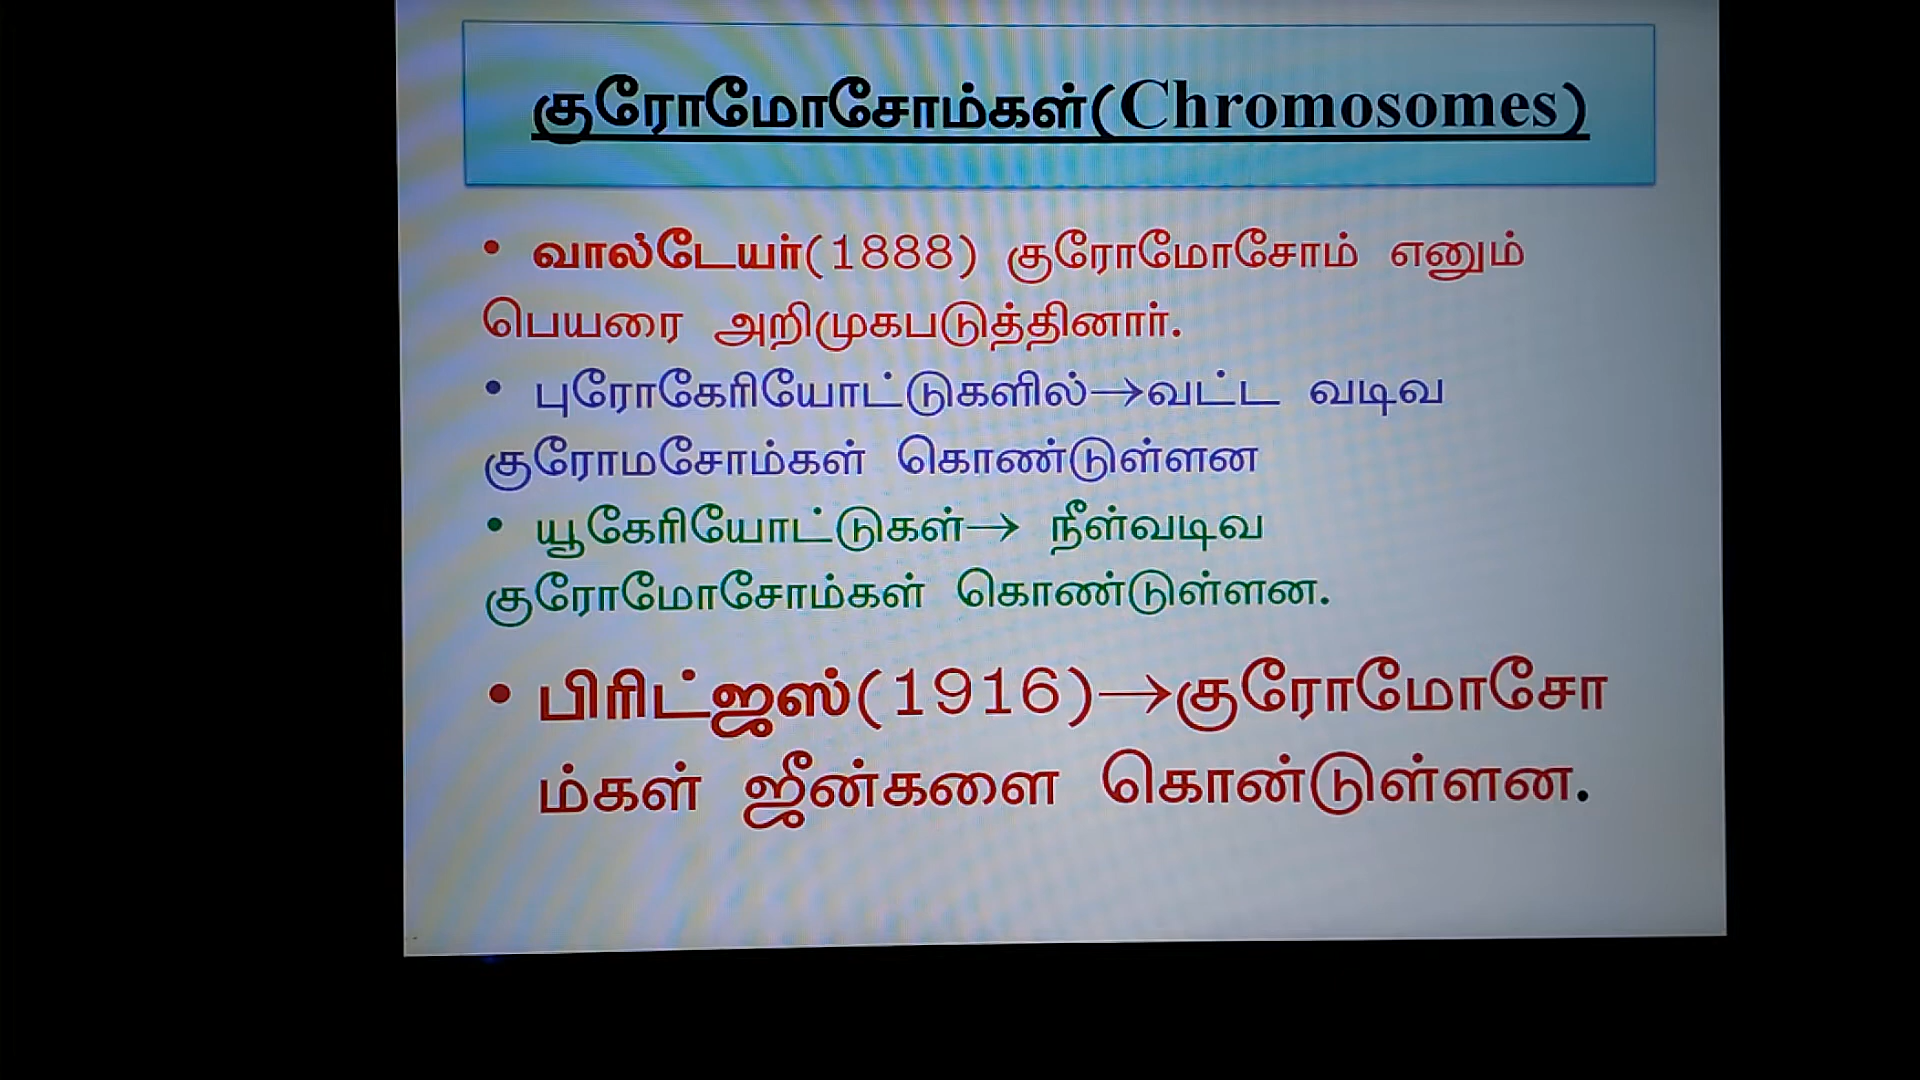 குரோமோசோம்கள்(Chromosomes)
• வால்டேயர்(1888) குரோமோசோம் எனும்
பெயரை அறிமுகபடுத்தினார்.
• புரோகேரியோட்டுகளில்→வட்ட வடிவ
குரோமசோம்கள் கொண்டுள்ளன
• யூகேரியோட்டுகள்→ நீள்வடிவ
குரோமோசோம்கள் கொண்டுள்ளன.
• பிரிட்ஜஸ்(1916)→குரோமோசோ
ம்கள் ஜீன்களை கொன்டுள்ளன.